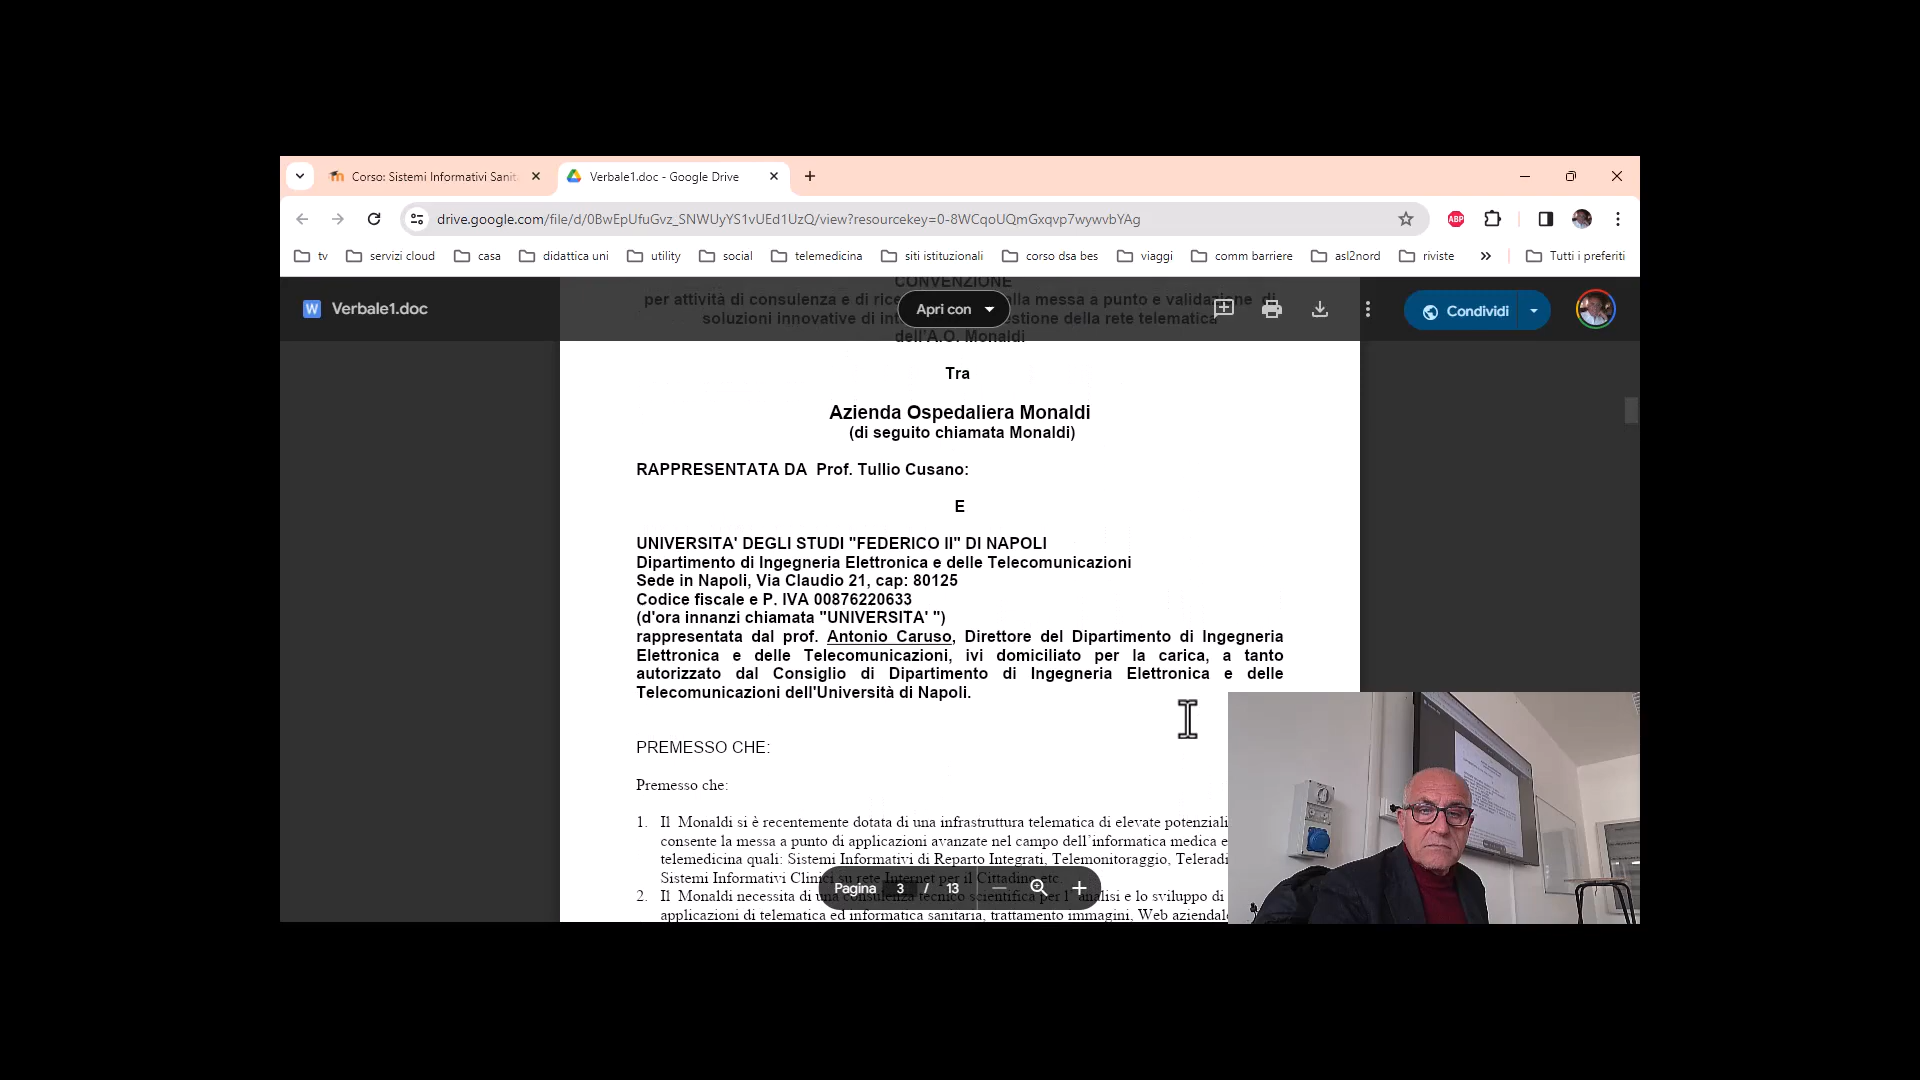 Corso: Sistemi Informativi Sanit
Verbale1.doc - Google Drive
drive.google.com/file/d/0BwEpUfuGvz_SNWUyYS1vUEd1UzQ/view?resourcekey=0-8WCqoUQmGxqvp7wywvbYAg
ABP
tv servizi cloud casa didattica uni utility social telemedicina siti istituzionali corso dsa bes viaggi comm barriere asl2nord riviste » Tutti i preferiti
W Verbale1.doc
Apri con
Condividi
CONVENZIONE
per attività di consulenza e di rice lla messa a punto e validazione di
soluzioni innovative di in estione della rete telematica
dell'A.O. Monaldi
Tra
Azienda Ospedaliera Monaldi
(di seguito chiamata Monaldi)
RAPPRESENTATA DA Prof. Tullio Cusano:
E
UNIVERSITA' DEGLI STUDI "FEDERICO II" DI NAPOLI
Dipartimento di Ingegneria Elettronica e delle Telecomunicazioni
Sede in Napoli, Via Claudio 21, cap: 80125
Codice fiscale e P. IVA 00876220633
(d'ora innanzi chiamata "UNIVERSITA' ")
rappresentata dal prof. Antonio Caruso, Direttore del Dipartimento di Ingegneria
Elettronica e delle Telecomunicazioni, ivi domiciliato per la carica, a tanto
autorizzato dal Consiglio di Dipartimento di Ingegneria Elettronica e delle
Telecomunicazioni dell'Università di Napoli.
PREMESSO CHE:
Premesso che:
1. Il Monaldi si è recentemente dotata di una infrastruttura telematica di elevate potenziali
consente la messa a punto di applicazioni avanzate nel campo dell'informatica medica e
telemedicina quali: Sistemi Informativi di Reparto Integrati, Telemonitoraggio, Teleradi
Sistemi Informativi Clinici su rete Internet per il Cittadino etc.
2. Il Monaldi necessita di una consulenza tecnico scientifica per l'analisi e lo sviluppo di
applicazioni di telematica ed informatica sanitaria, trattamento immagini, Web aziendale
Pagina 3 / 13